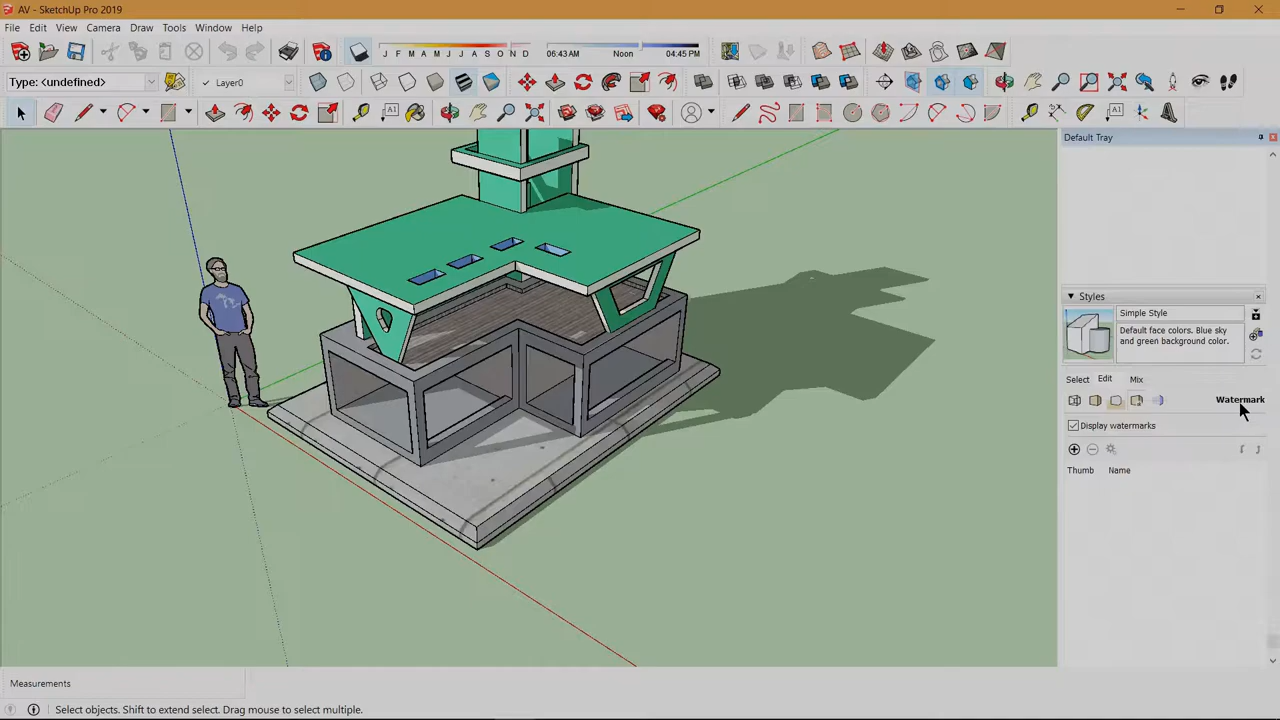 AV - SketchUp Pro 2019
File Edit View Camera Draw Tools Window Help
J F M A M J J A S O N D 06:43 AM Noon 04:45 PM
Type: <undefined> ✓ Layer0
A1 A1
Default Tray
Styles
Simple Style
Default face colors. Blue sky
and green background color.
Select Edit Mix
Watermark
Display watermarks
Thumb Name
Measurements
Select objects. Shift to extend select. Drag mouse to select multiple.